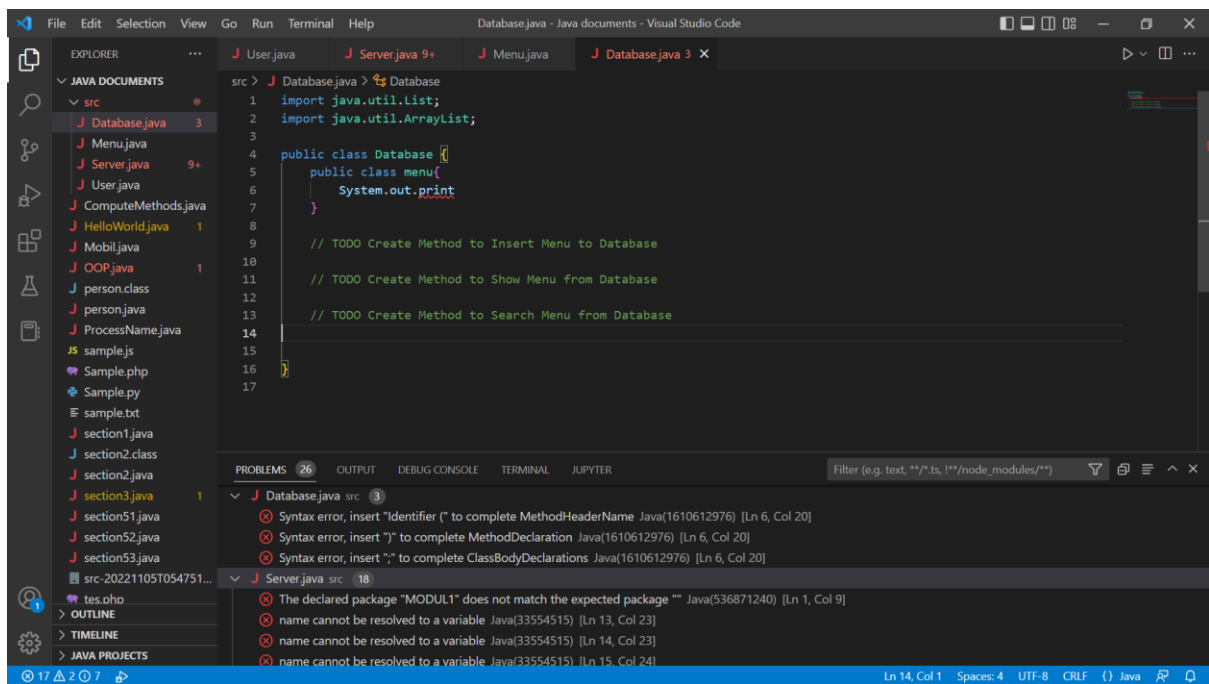 File Edit Selection View Go Run Terminal Help Database.java - Java documents - Visual Studio Code
EXPLORER
JAVA DOCUMENTS
src
Database.java 3
Menu.java
Server.java 9+
User.java
ComputeMethods.java
HelloWorld.java 1
Mobil.java
OOP.java 1
person.class
person.java
ProcessName.java
JS sample.js
Sample.php
Sample.py
sample.txt
section1.java
section2.class
section2.java
section3.java 1
section51.java
section52.java
section53.java
src-20221105T054751...
tes.php
OUTLINE
TIMELINE
JAVA PROJECTS
J User.java J Server.java 9+ J Menu.java J Database.java 3
src > J Database.java > Database
1 import java.util.List;
2 import java.util.ArrayList;
3
4 public class Database {
5 public class menu{
6 System.out.print
7 }
8
9 // TODO Create Method to Insert Menu to Database
10
11 // TODO Create Method to Show Menu from Database
12
13 // TODO Create Method to Search Menu from Database
14
15
16 }
17
PROBLEMS 26 OUTPUT DEBUG CONSOLE TERMINAL JUPYTER Filter (e.g. text, **/*.ts, !**/node_modules/**)
J Database.java src 3
Syntax error, insert "Identifier (" to complete MethodHeaderName Java(1610612976) [Ln 6, Col 20]
Syntax error, insert ")" to complete MethodDeclaration Java(1610612976) [Ln 6, Col 20]
Syntax error, insert ";" to complete ClassBodyDeclarations Java(1610612976) [Ln 6, Col 20]
J Server.java src 18
The declared package "MODUL1" does not match the expected package "" Java(536871240) [Ln 1, Col 9]
name cannot be resolved to a variable Java(33554515) [Ln 13, Col 23]
name cannot be resolved to a variable Java(33554515) [Ln 14, Col 23]
name cannot be resolved to a variable Java(33554515) [Ln 15, Col 24]
1
17 2 7 Ln 14, Col 1 Spaces: 4 UTF-8 CRLF {} Java